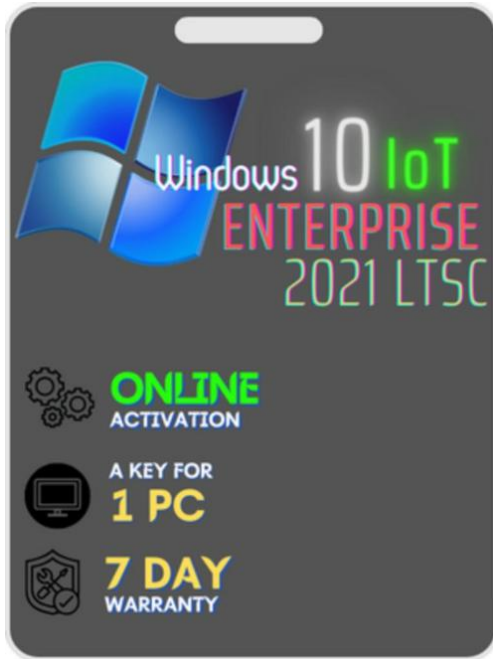 Windows 10 IoT
ENTERPRISE
2021 LTSC
ONLINE
ACTIVATION
A KEY FOR
1 PC
7 DAY
WARRANTY